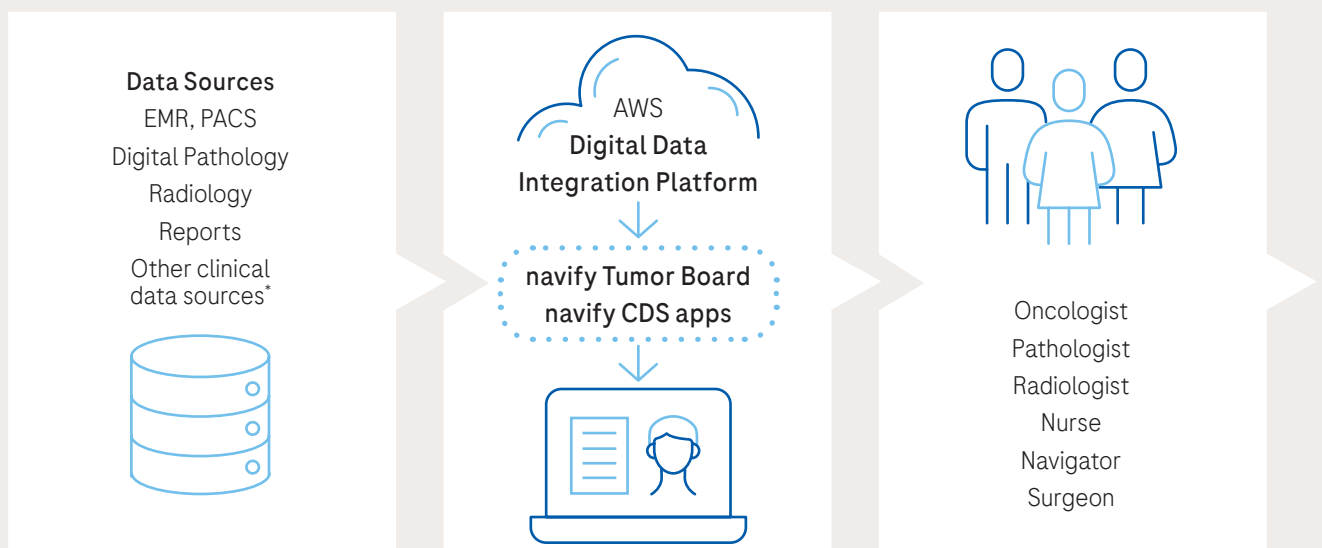 Data Sources
EMR, PACS
Digital Pathology
Radiology
Reports
Other clinical
data sources*
AWS
Digital Data
Integration Platform
navify Tumor Board
navify CDS apps
Oncologist
Pathologist
Radiologist
Nurse
Navigator
Surgeon